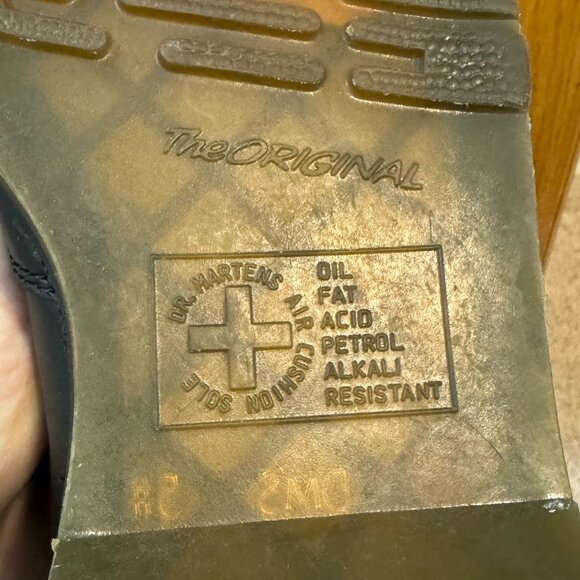 The ORIGINAL
DR. MARTENS AIR CUSHION SOLE
OIL
FAT
ACID
PETROL
ALKALI
RESISTANT